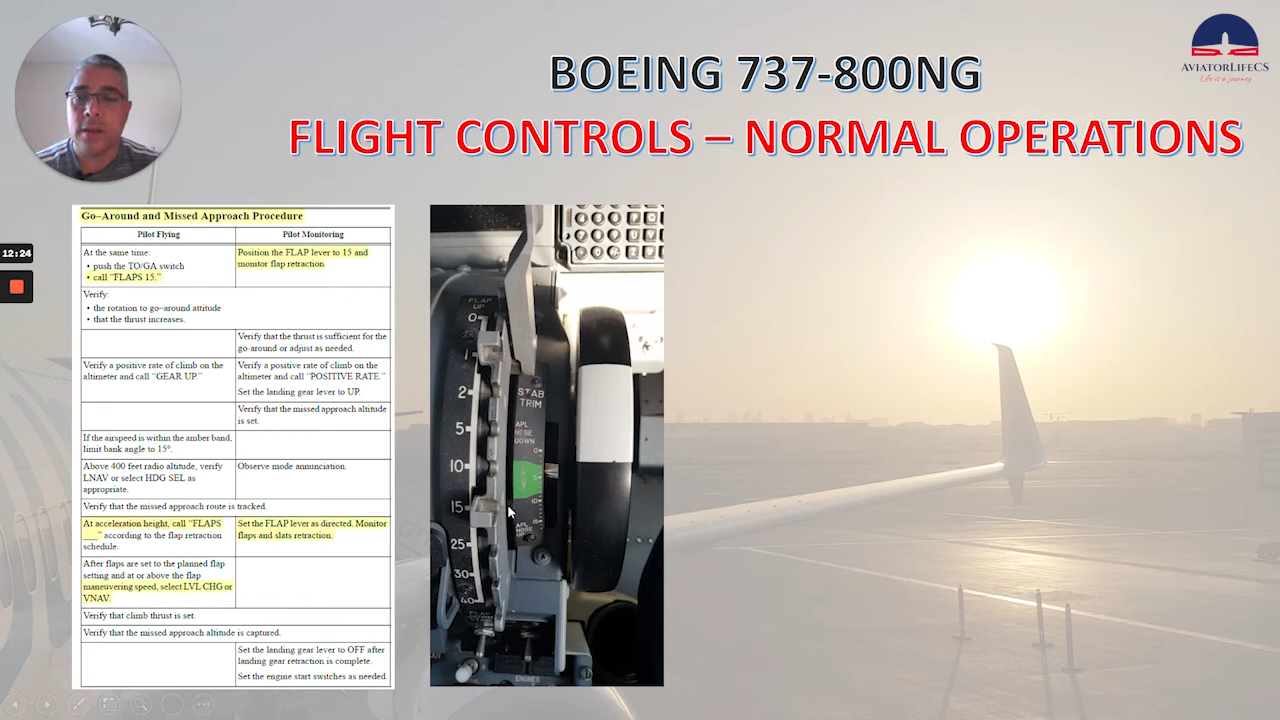 BOEING 737-800NG
FLIGHT CONTROLS – NORMAL OPERATIONS
AVIATORLIFECS
Life is a journey
12:24
Go–Around and Missed Approach Procedure
Pilot Flying
Pilot Monitoring
At the same time:
• push the TO/GA switch
• call “FLAPS 15.”
Position the FLAP lever to 15 and
monitor flap retraction.
Verify:
• the rotation to go–around attitude
• that the thrust increases.
Verify that the thrust is sufficient for the
go-around or adjust as needed.
Verify a positive rate of climb on the
altimeter and call “GEAR UP.”
Verify a positive rate of climb on the
altimeter and call “POSITIVE RATE.”
Set the landing gear lever to UP.
Verify that the missed approach altitude
is set.
If the airspeed is within the amber band,
limit bank angle to 15°.
Above 400 feet radio altitude, verify
LNAV or select HDG SEL as
appropriate.
Observe mode annunciation.
Verify that the missed approach route is tracked.
At acceleration height, call “FLAPS
___” according to the flap retraction
schedule.
Set the FLAP lever as directed. Monitor
flaps and slats retraction.
After flaps are set to the planned flap
setting and at or above the flap
maneuvering speed, select LVL CHG or
VNAV.
Verify that climb thrust is set.
Verify that the missed approach altitude is captured.
Set the landing gear lever to OFF after
landing gear retraction is complete.
Set the engine start switches as needed.
FLAP
UP
0
1
2
5
10
15
25
30
40
FLAP
STAB
TRIM
APL
NOSE
DOWN
0
5
10
15
APL
NOSE
UP
ENGINES